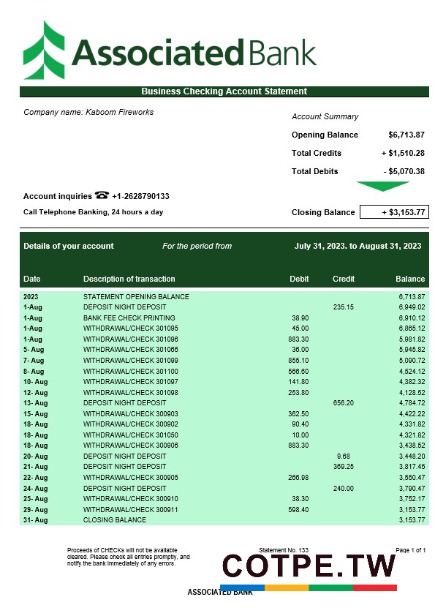 Associated Bank
Business Checking Account Statement
Company name: Kaboom Fireworks
Account Summary
Opening Balance $6,713.87
Total Credits + $1,510.28
Total Debits - $5,070.38
Account inquiries ☎ +1-2628790133
Call Telephone Banking, 24 hours a day
Closing Balance + $3,153.77
Details of your account For the period from July 31, 2023. to August 31, 2023
Date Description of transaction Debit Credit Balance
2023 STATEMENT OPENING BALANCE 6,713.87
1-Aug DEPOSIT NIGHT DEPOSIT 235.15 6,949.02
1-Aug BANK FEE CHECK PRINTING 38.90 6,910.12
1-Aug WITHDRAWAL/CHECK 301095 45.00 6,865.12
1-Aug WITHDRAWAL/CHECK 301096 883.30 5,981.82
5- Aug WITHDRAWAL/CHECK 301066 36.00 5,945.82
7- Aug WITHDRAWAL/CHECK 301099 855.10 5,090.72
8- Aug WITHDRAWAL/CHECK 301100 566.60 4,524.12
10- Aug WITHDRAWAL/CHECK 301097 141.80 4,382.32
12- Aug WITHDRAWAL/CHECK 301098 253.80 4,128.52
13- Aug DEPOSIT NIGHT DEPOSIT 656.20 4,784.72
15- Aug WITHDRAWAL/CHECK 300903 362.50 4,422.22
18- Aug WITHDRAWAL/CHECK 300902 90.40 4,331.82
18- Aug WITHDRAWAL/CHECK 301050 10.00 4,321.82
18- Aug WITHDRAWAL/CHECK 300906 883.30 3,438.52
20- Aug DEPOSIT NIGHT DEPOSIT 9.68 3,448.20
21- Aug DEPOSIT NIGHT DEPOSIT 369.25 3,817.45
22- Aug WITHDRAWAL/CHECK 300905 266.98 3,550.47
24- Aug DEPOSIT NIGHT DEPOSIT 240.00 3,790.47
25- Aug WITHDRAWAL/CHECK 300910 38.30 3,752.17
29- Aug WITHDRAWAL/CHECK 300911 598.40 3,153.77
31- Aug CLOSING BALANCE 3,153.77
Proceeds of CHECKs will not be available
cleared. Please check all entries promptly, and
notify the bank immediately of any errors.
Statement No. 133
Page 1 of 1
COTPE.TW
ASSOCIATED BANK